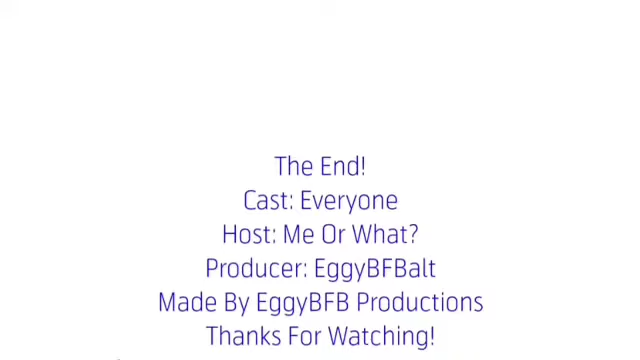 The End!
Cast: Everyone
Host: Me Or What?
Producer: EggyBFBalt
Made By EggyBFB Productions
Thanks For Watching!